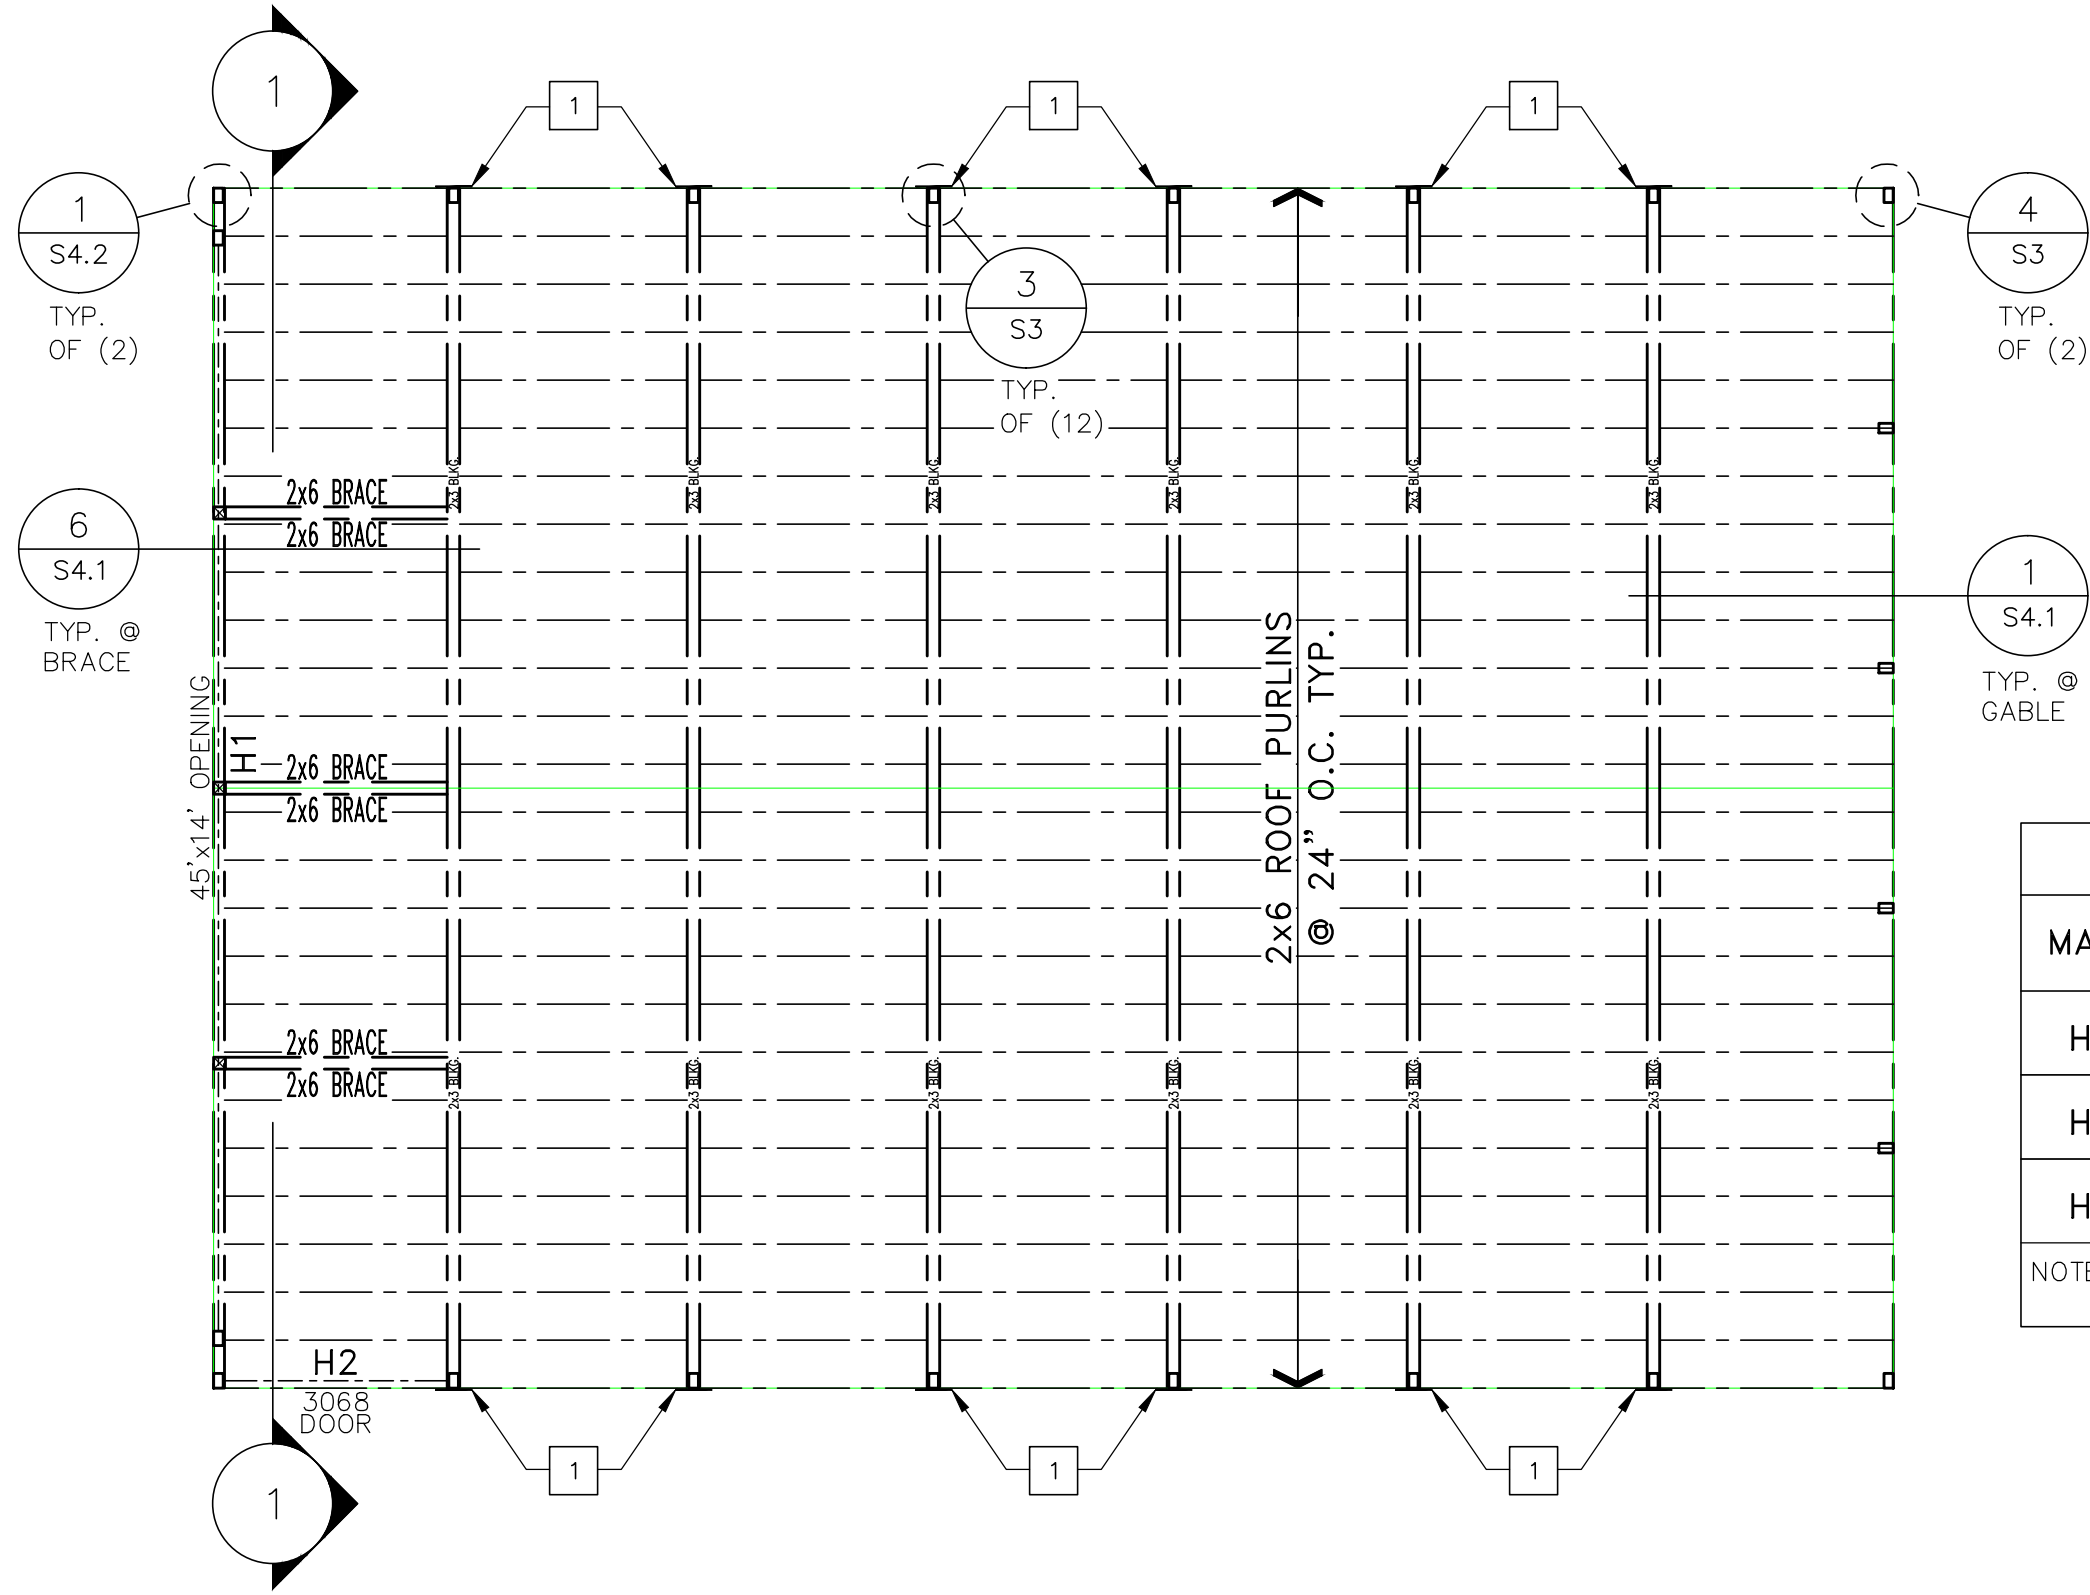 1
1
1
1
1
S4.2
TYP.
OF (2)
3
S3
TYP.
OF (12)
4
S3
TYP.
OF (2)
2x3 BLKG.
2x3 BLKG.
2x3 BLKG.
2x3 BLKG.
2x3 BLKG.
2x3 BLKG.
2x6 BRACE
2x6 BRACE
6
S4.1
TYP. @
BRACE
1
S4.1
TYP. @
GABLE
45'x14' OPENING
H1
2x6 BRACE
2x6 BRACE
2x6 ROOF PURLINS
@ 24" O.C. TYP.
MA
H
H
H
NOTE
2x6 BRACE
2x6 BRACE
2x3 BLKG.
2x3 BLKG.
2x3 BLKG.
2x3 BLKG.
2x3 BLKG.
2x3 BLKG.
H2
3068
DOOR
1
1
1
1